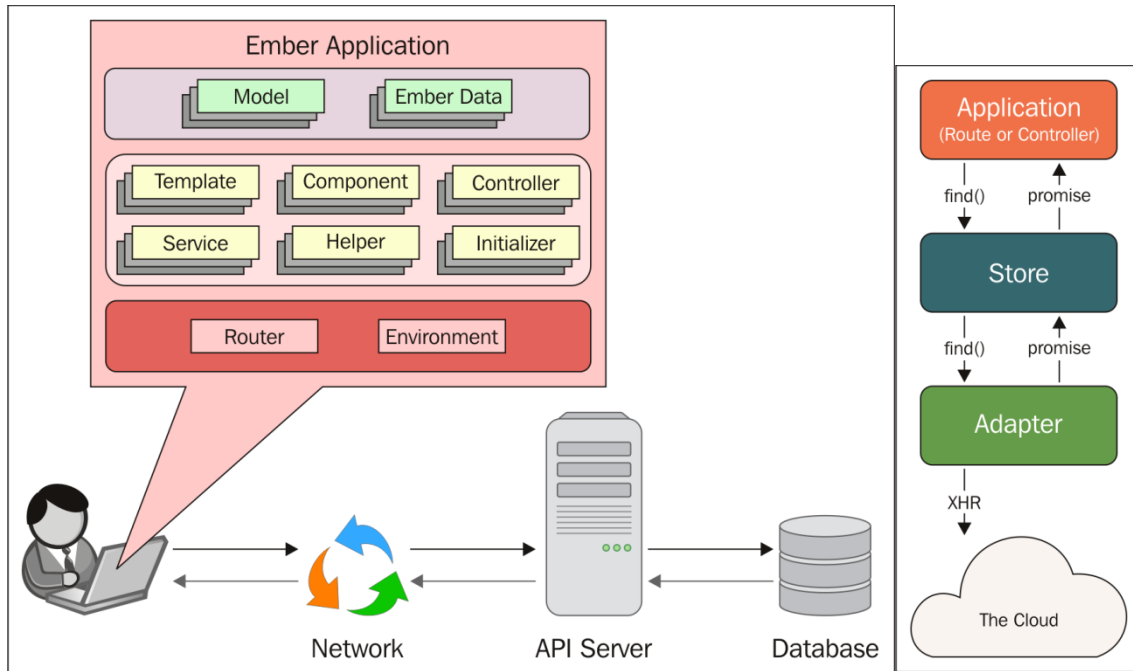 Ember Application
Model
Ember Data
Template
Component
Controller
Service
Helper
Initializer
Router
Environment
Network
API Server
Database
Application
(Route or Controller)
find()
promise
Store
find()
promise
Adapter
XHR
The Cloud